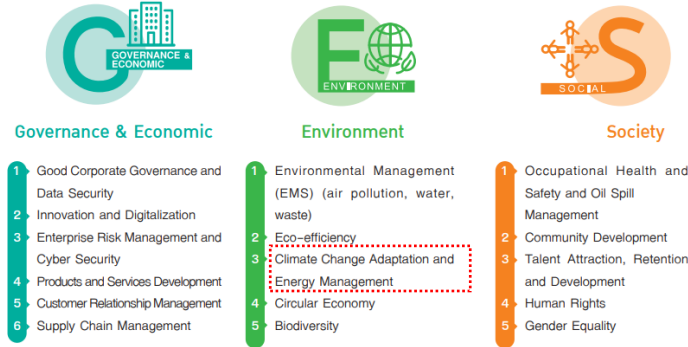 G
GOVERNANCE &
ECONOMIC
Governance & Economic
1 Good Corporate Governance and
Data Security
2 Innovation and Digitalization
3 Enterprise Risk Management and
Cyber Security
4 Products and Services Development
5 Customer Relationship Management
6 Supply Chain Management
E
ENVIRONMENT
Environment
1 Environmental Management
(EMS) (air pollution, water,
waste)
2 Eco-efficiency
3 Climate Change Adaptation and
Energy Management
4 Circular Economy
5 Biodiversity
S
SOCIAL
Society
1 Occupational Health and
Safety and Oil Spill
Management
2 Community Development
3 Talent Attraction, Retention
and Development
4 Human Rights
5 Gender Equality